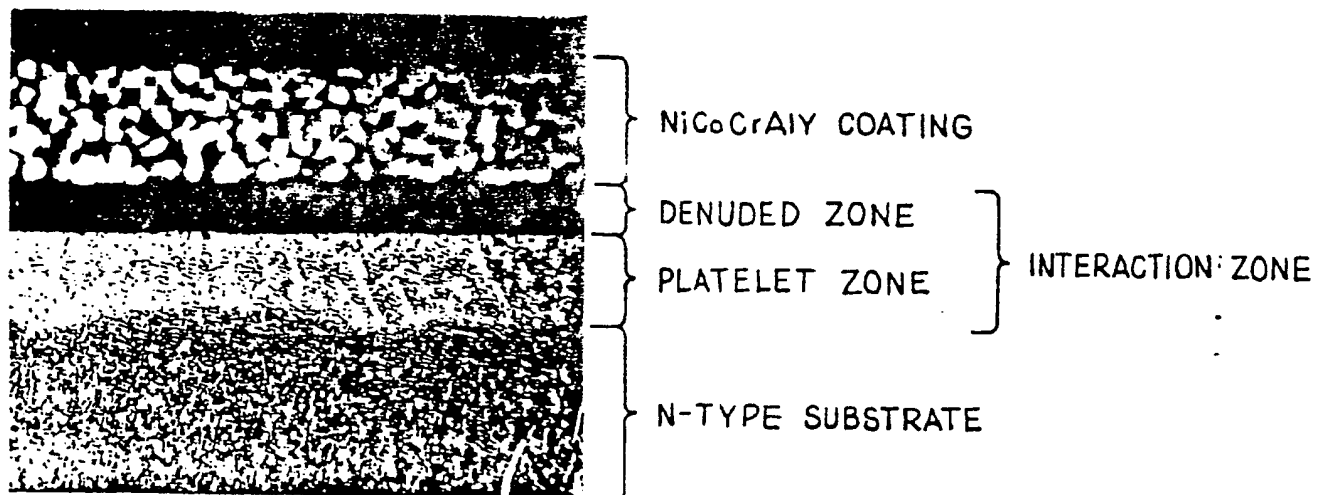 NiCoCrAlY COATING
DENUDED ZONE
PLATELET ZONE
INTERACTION: ZONE
N-TYPE SUBSTRATE